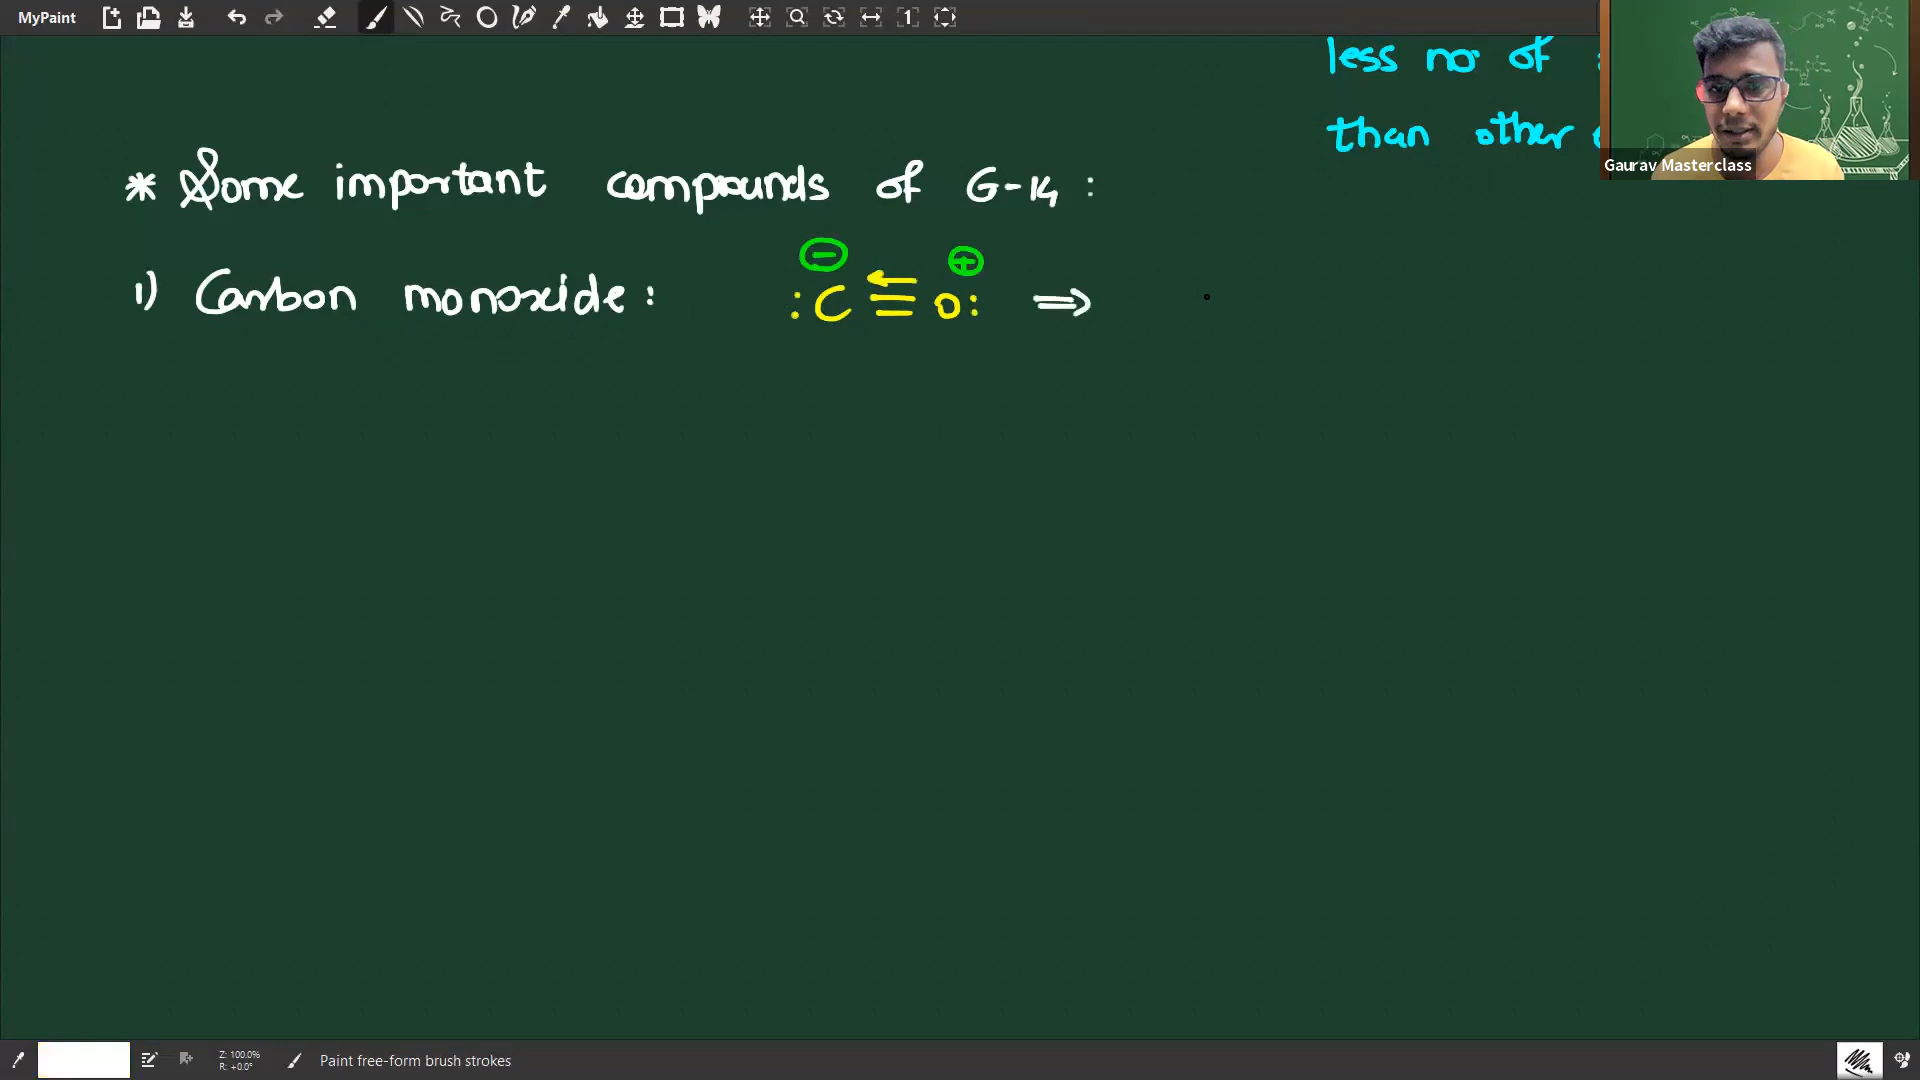 MyPaint
1
less no. of
than other
Gaurav Masterclass
* Some important compounds of G-14 :
⊖ ⊕
1) Carbon monoxide : :C ⇚ O: ⇒
Z: 100.0%
R: +0.0°
Paint free-form brush strokes